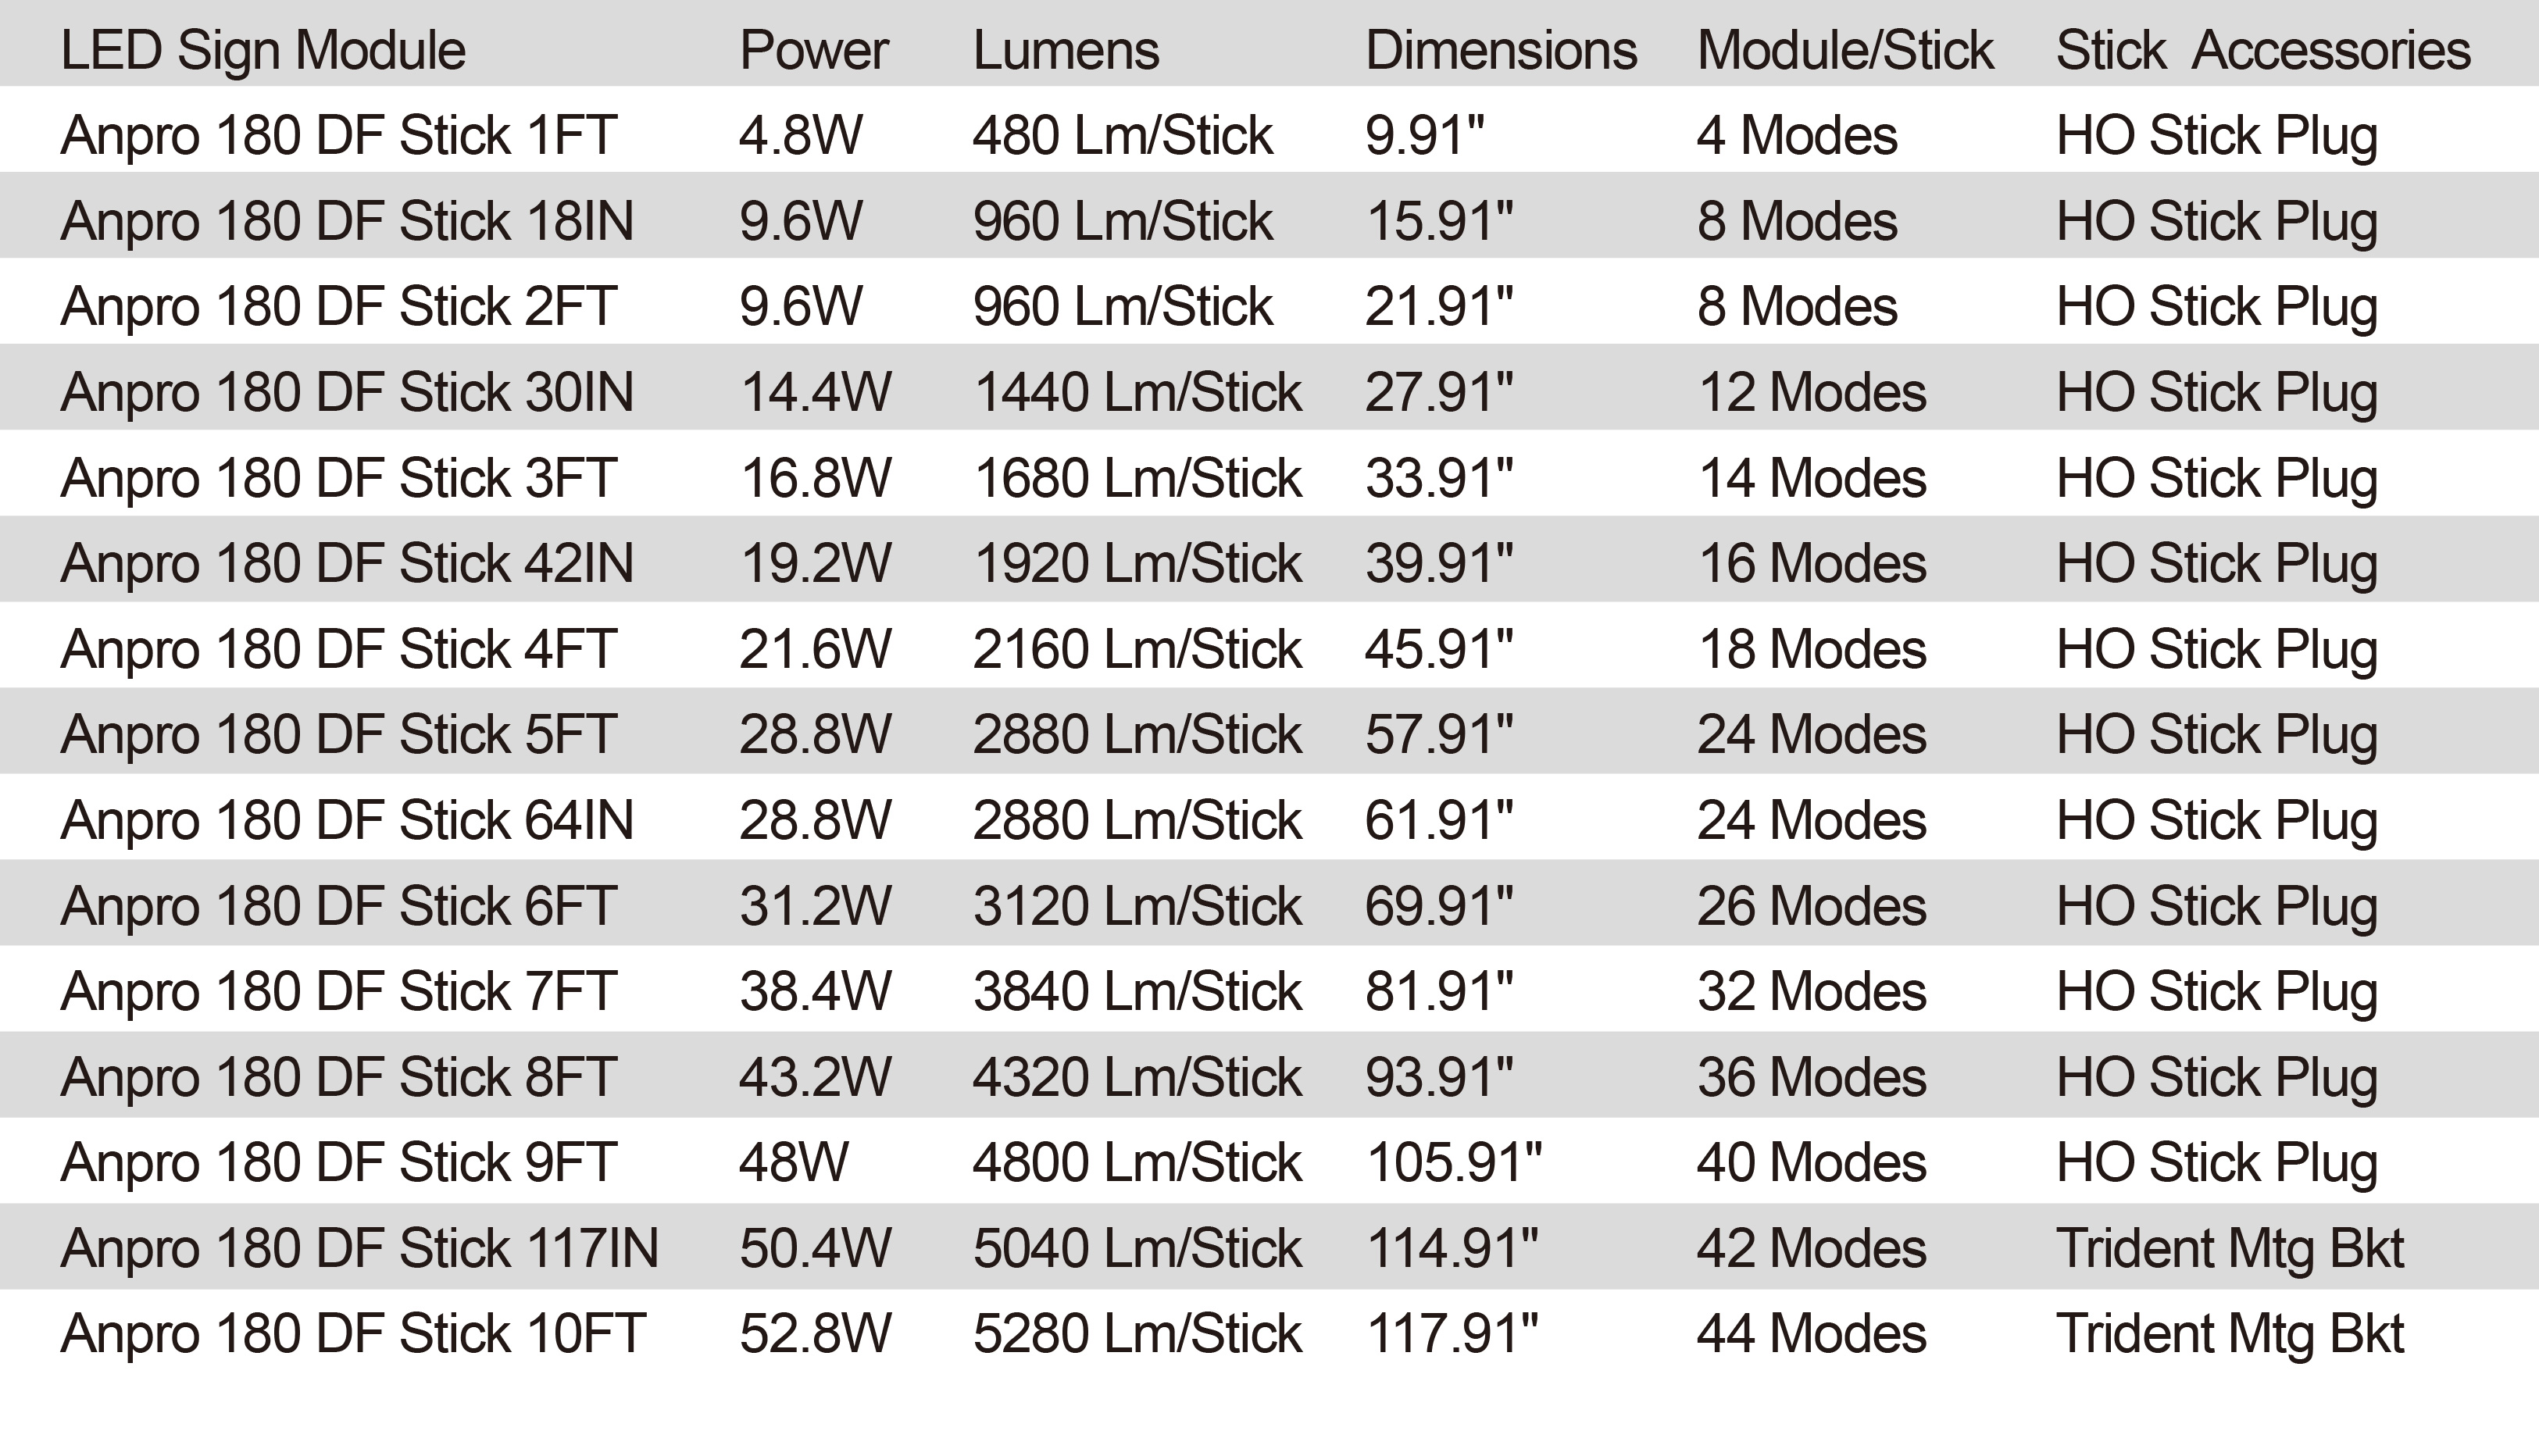 LED Sign Module Power Lumens Dimensions Module/Stick Stick Accessories
Anpro 180 DF Stick 1FT 4.8W 480 Lm/Stick 9.91" 4 Modes HO Stick Plug
Anpro 180 DF Stick 18IN 9.6W 960 Lm/Stick 15.91" 8 Modes HO Stick Plug
Anpro 180 DF Stick 2FT 9.6W 960 Lm/Stick 21.91" 8 Modes HO Stick Plug
Anpro 180 DF Stick 30IN 14.4W 1440 Lm/Stick 27.91" 12 Modes HO Stick Plug
Anpro 180 DF Stick 3FT 16.8W 1680 Lm/Stick 33.91" 14 Modes HO Stick Plug
Anpro 180 DF Stick 42IN 19.2W 1920 Lm/Stick 39.91" 16 Modes HO Stick Plug
Anpro 180 DF Stick 4FT 21.6W 2160 Lm/Stick 45.91" 18 Modes HO Stick Plug
Anpro 180 DF Stick 5FT 28.8W 2880 Lm/Stick 57.91" 24 Modes HO Stick Plug
Anpro 180 DF Stick 64IN 28.8W 2880 Lm/Stick 61.91" 24 Modes HO Stick Plug
Anpro 180 DF Stick 6FT 31.2W 3120 Lm/Stick 69.91" 26 Modes HO Stick Plug
Anpro 180 DF Stick 7FT 38.4W 3840 Lm/Stick 81.91" 32 Modes HO Stick Plug
Anpro 180 DF Stick 8FT 43.2W 4320 Lm/Stick 93.91" 36 Modes HO Stick Plug
Anpro 180 DF Stick 9FT 48W 4800 Lm/Stick 105.91" 40 Modes HO Stick Plug
Anpro 180 DF Stick 117IN 50.4W 5040 Lm/Stick 114.91" 42 Modes Trident Mtg Bkt
Anpro 180 DF Stick 10FT 52.8W 5280 Lm/Stick 117.91" 44 Modes Trident Mtg Bkt